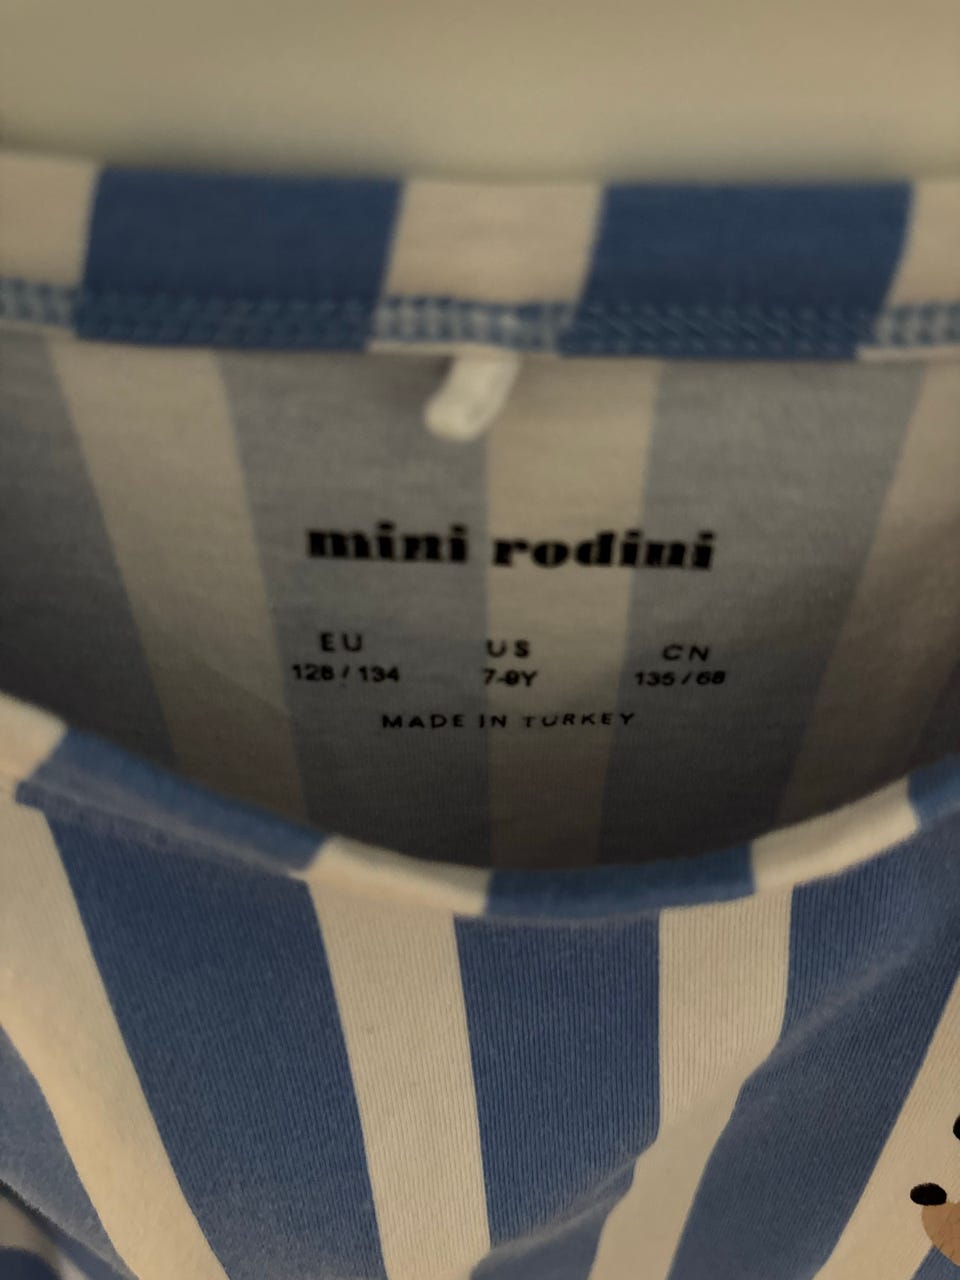 mini rodini
EU US CN
128 / 134 7-9Y 135 / 68
MADE IN TURKEY